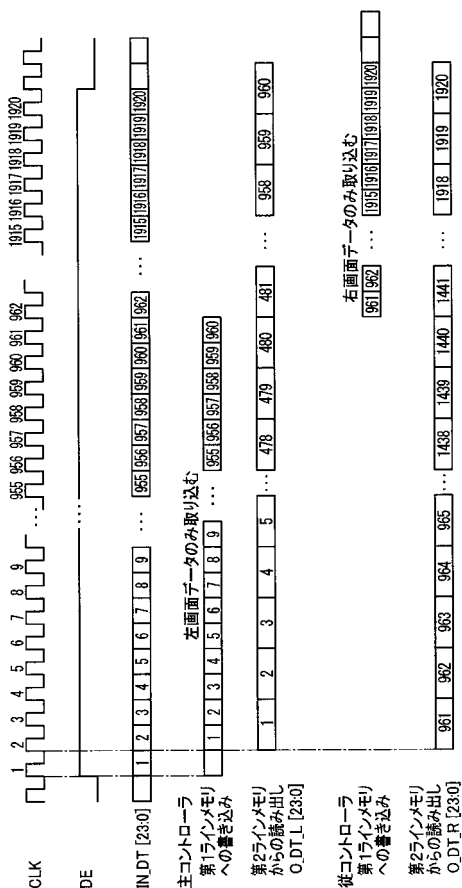 CLK
1 2 3 4 5 6 7 8 9 ... 955 956 957 958 959 960 961 962 1915 1916 1917 1918 1919 1920
DE
...
IN_DT [23:0]
1 2 3 4 5 6 7 8 9 ... 955 956 957 958 959 960 961 962 ... 1915 1916 1917 1918 1919 1920
左画面データのみ取り込む
主コントローラ
第1ラインメモリ
への書き込み
1 2 3 4 5 6 7 8 9 ... 955 956 957 958 959 960
第2ラインメモリ
からの読み出し
O_DT_L [23:0]
1 2 3 4 5 ... 478 479 480 481 ... 958 959 960
右画面データのみ取り込む
従コントローラ
第1ラインメモリ
への書き込み
961 962 ... 1915 1916 1917 1918 1919 1920
第2ラインメモリ
からの読み出し
O_DT_R [23:0]
961 962 963 964 965 ... 1438 1439 1440 1441 ... 1918 1919 1920